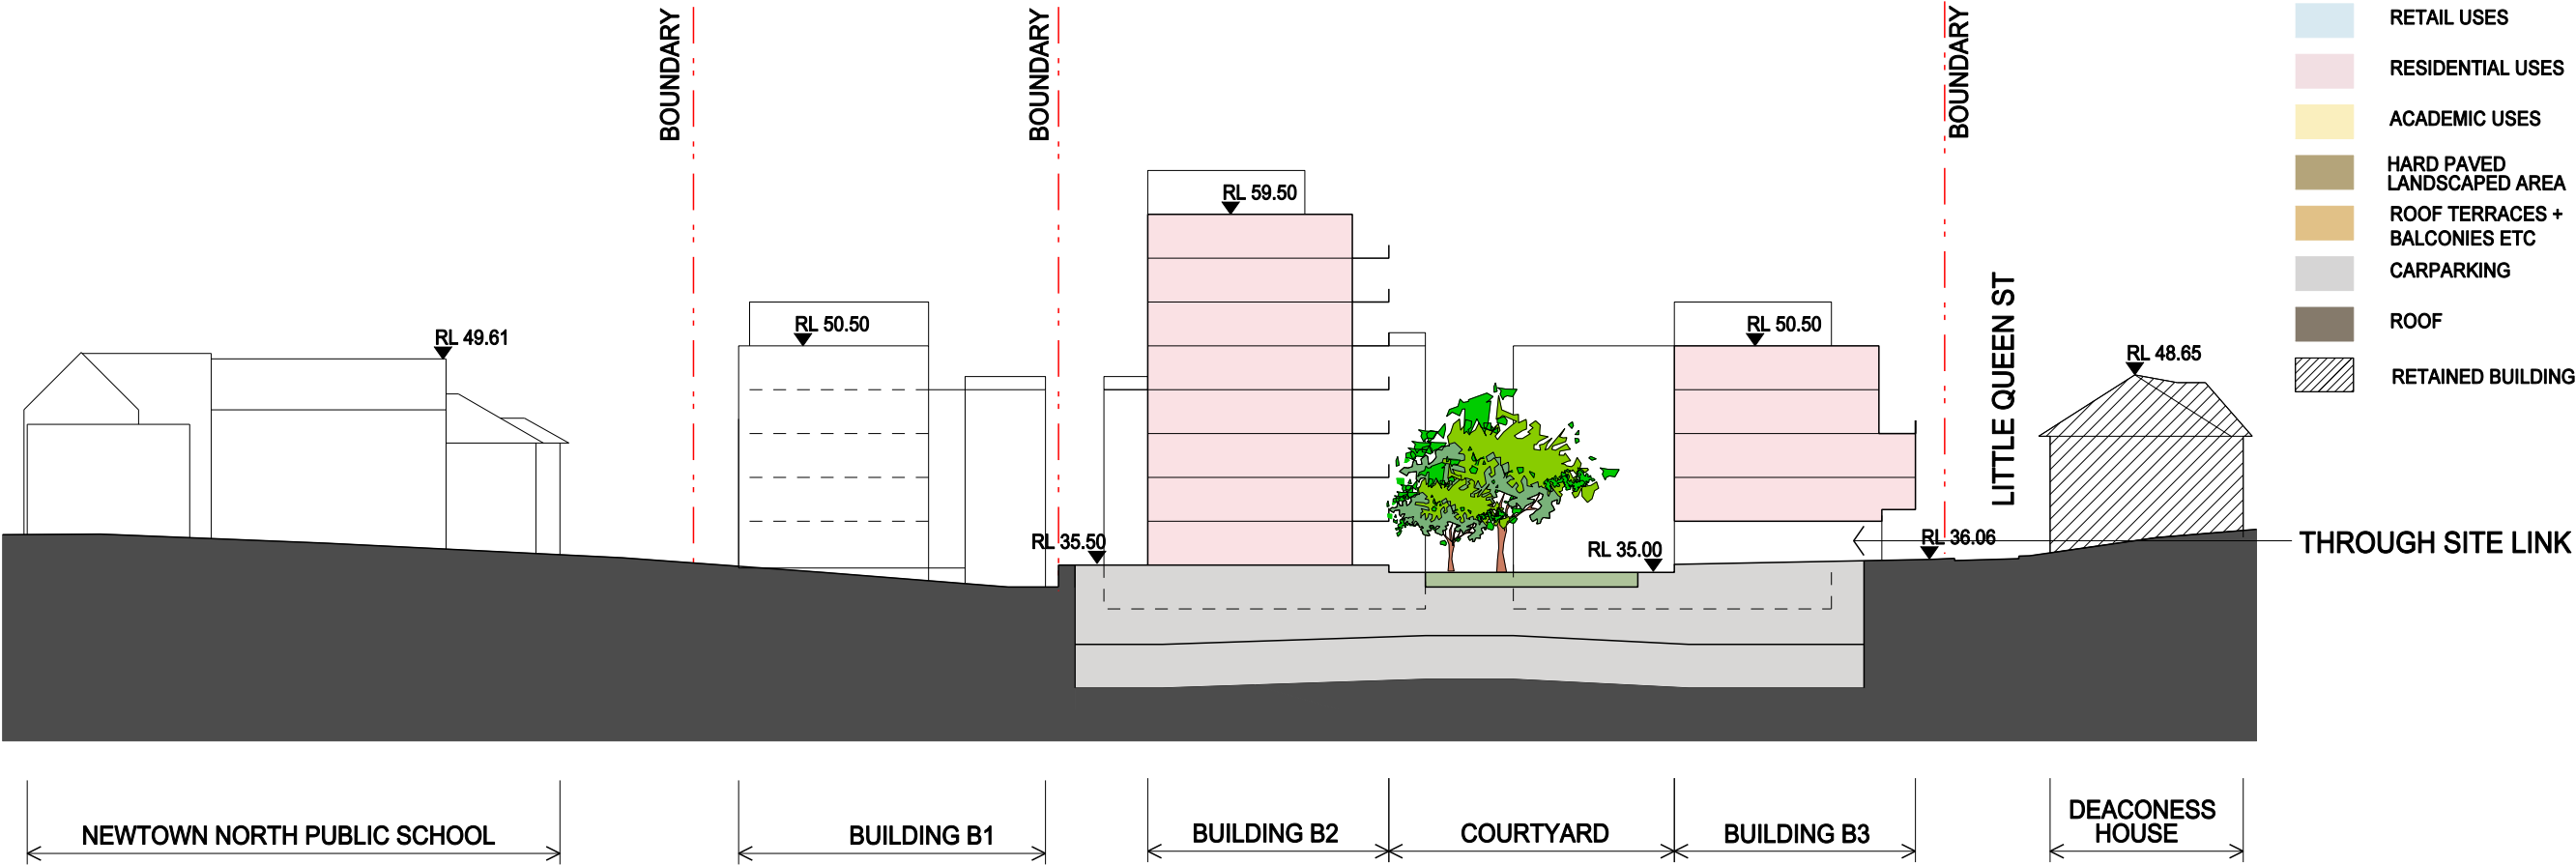 BOUNDARY
BOUNDARY
BOUNDARY
RETAIL USES
RESIDENTIAL USES
ACADEMIC USES
HARD PAVED
LANDSCAPED AREA
ROOF TERRACES +
BALCONIES ETC
CARPARKING
ROOF
RETAINED BUILDING
RL 59.50
RL 50.50
RL 50.50
RL 49.61
RL 48.65
LITTLE QUEEN ST
RL 35.50
RL 35.00
RL 36.06
THROUGH SITE LINK
NEWTOWN NORTH PUBLIC SCHOOL
BUILDING B1
BUILDING B2
COURTYARD
BUILDING B3
DEACONESS
HOUSE